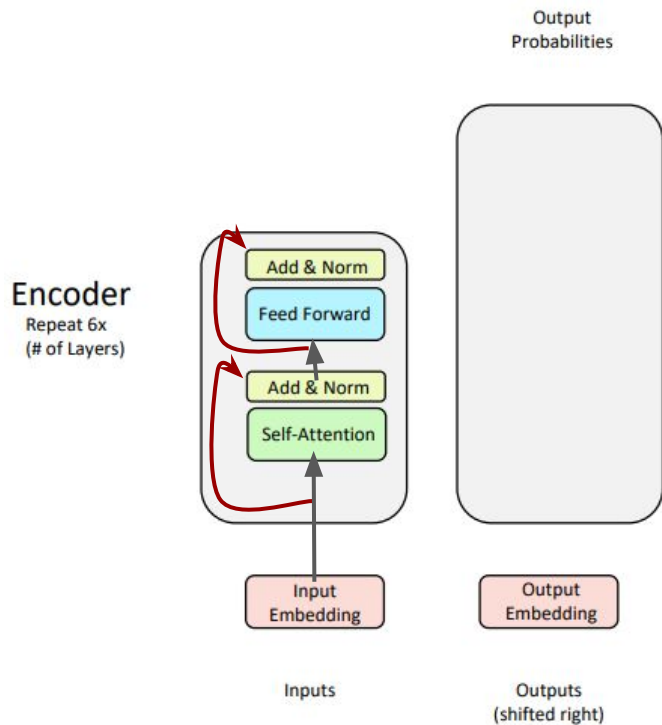 Output
Probabilities
Encoder
Repeat 6x
(# of Layers)
Add & Norm
Feed Forward
Add & Norm
Self-Attention
Input
Embedding
Output
Embedding
Inputs
Outputs
(shifted right)